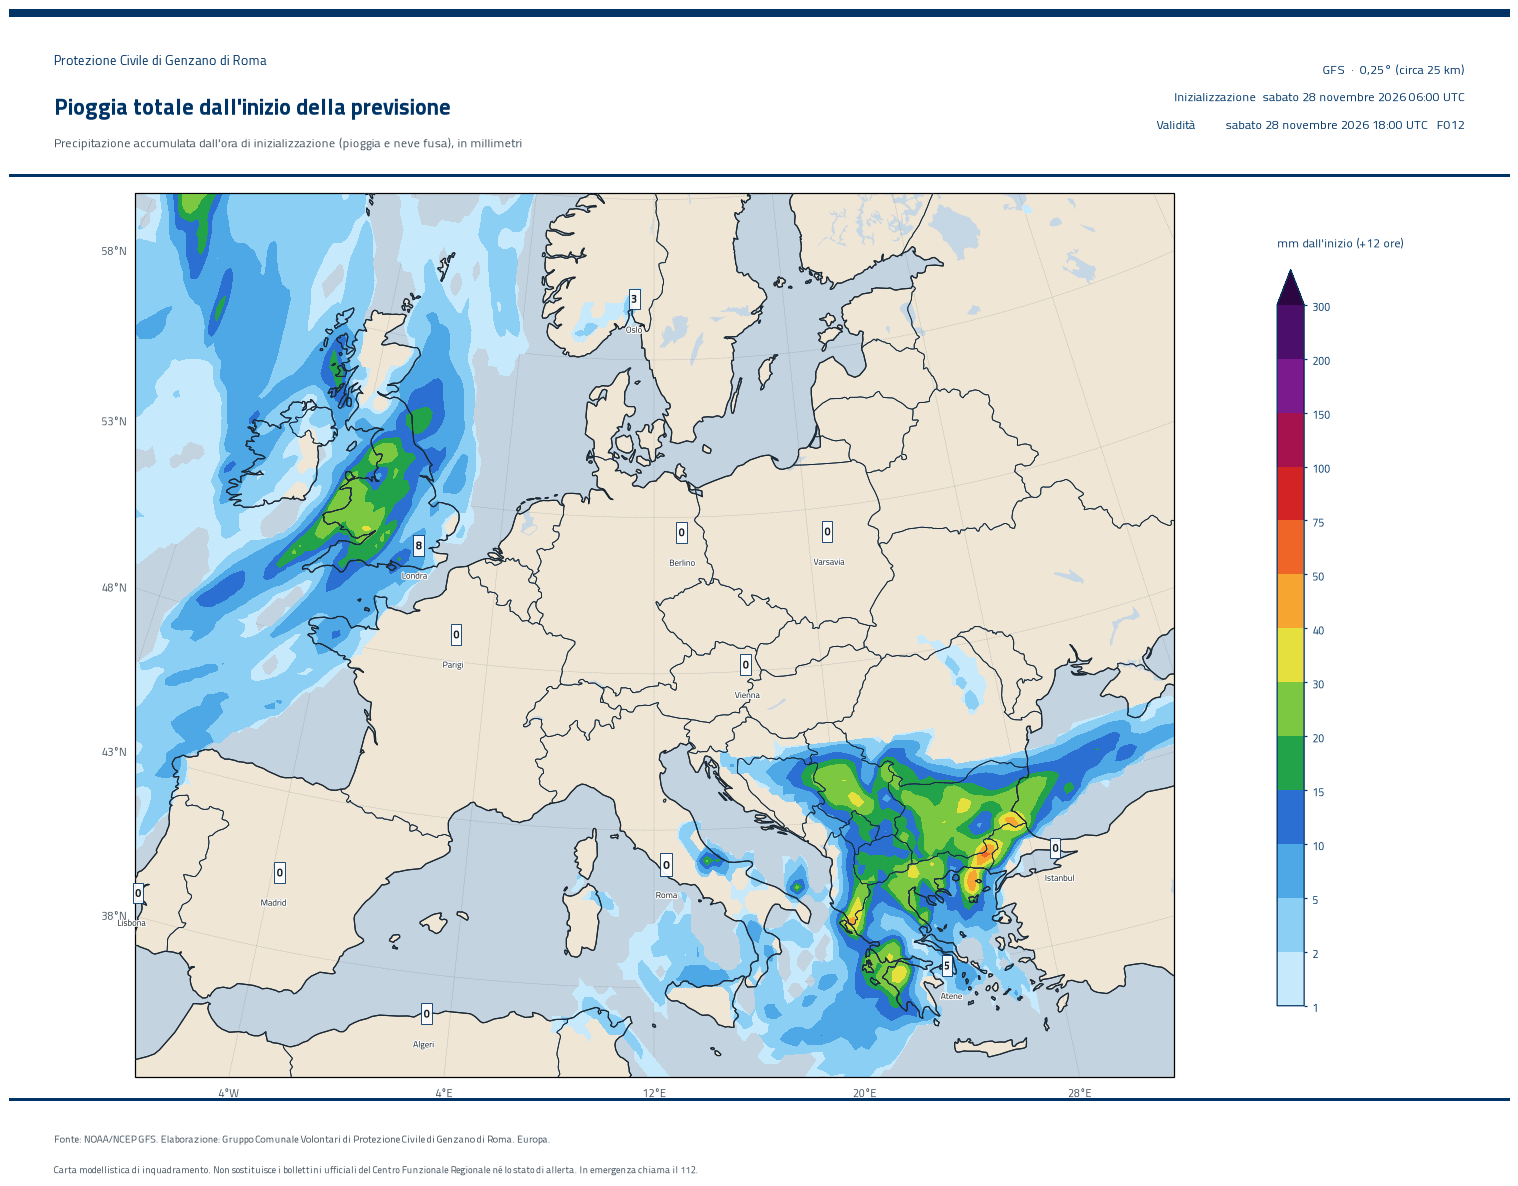 Protezione Civile di Genzano di Roma
Pioggia totale dall'inizio della previsione
Precipitazione accumulata dall'ora di inizializzazione (pioggia e neve fusa), in millimetri
GFS · 0,25° (circa 25 km)
Inizializzazione sabato 28 novembre 2026 06:00 UTC
Validità sabato 28 novembre 2026 18:00 UTC F012
mm dall'inizio (+12 ore)
300
200
150
100
75
50
40
30
20
15
10
5
2
1
58°N
53°N
48°N
43°N
38°N
4°W
4°E
12°E
20°E
28°E
3
Oslo
8
Londra
0
Berlino
0
Varsavia
0
Parigi
0
Vienna
0
Madrid
0
Lisbona
0
Roma
0
Istanbul
5
Atene
0
Algeri
Fonte: NOAA/NCEP GFS. Elaborazione: Gruppo Comunale Volontari di Protezione Civile di Genzano di Roma. Europa.
Carta modellistica di inquadramento. Non sostituisce i bollettini ufficiali del Centro Funzionale Regionale né lo stato di allerta. In emergenza chiama il 112.